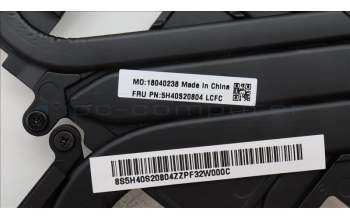 MO:18040238 Made in China
FRU PN:5H40S20804 LCFC
8S5H40S20804ZZPF32W000C